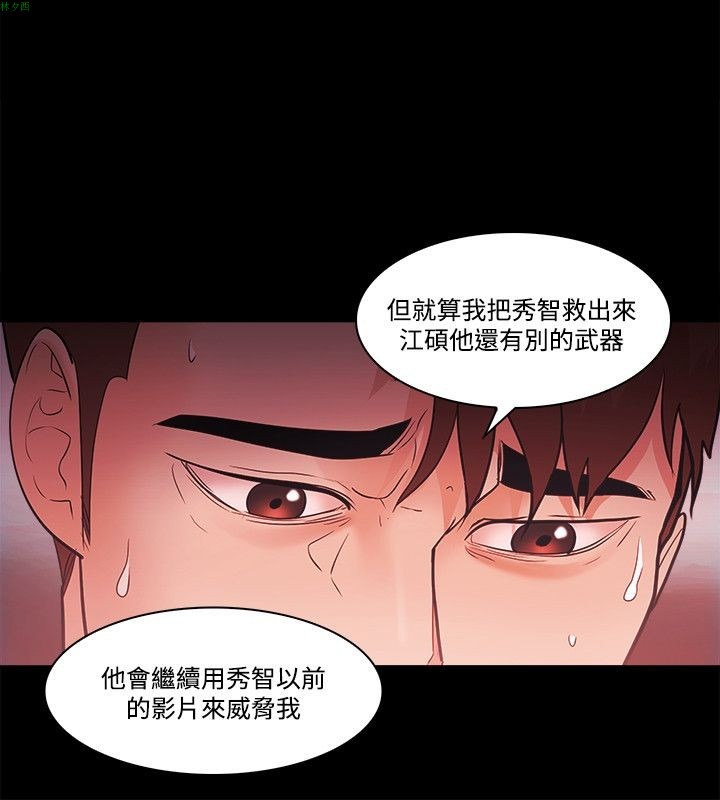 林夕西
但就算我把秀智救出來
江碩他還有別的武器
他會繼續用秀智以前
的影片來威脅我